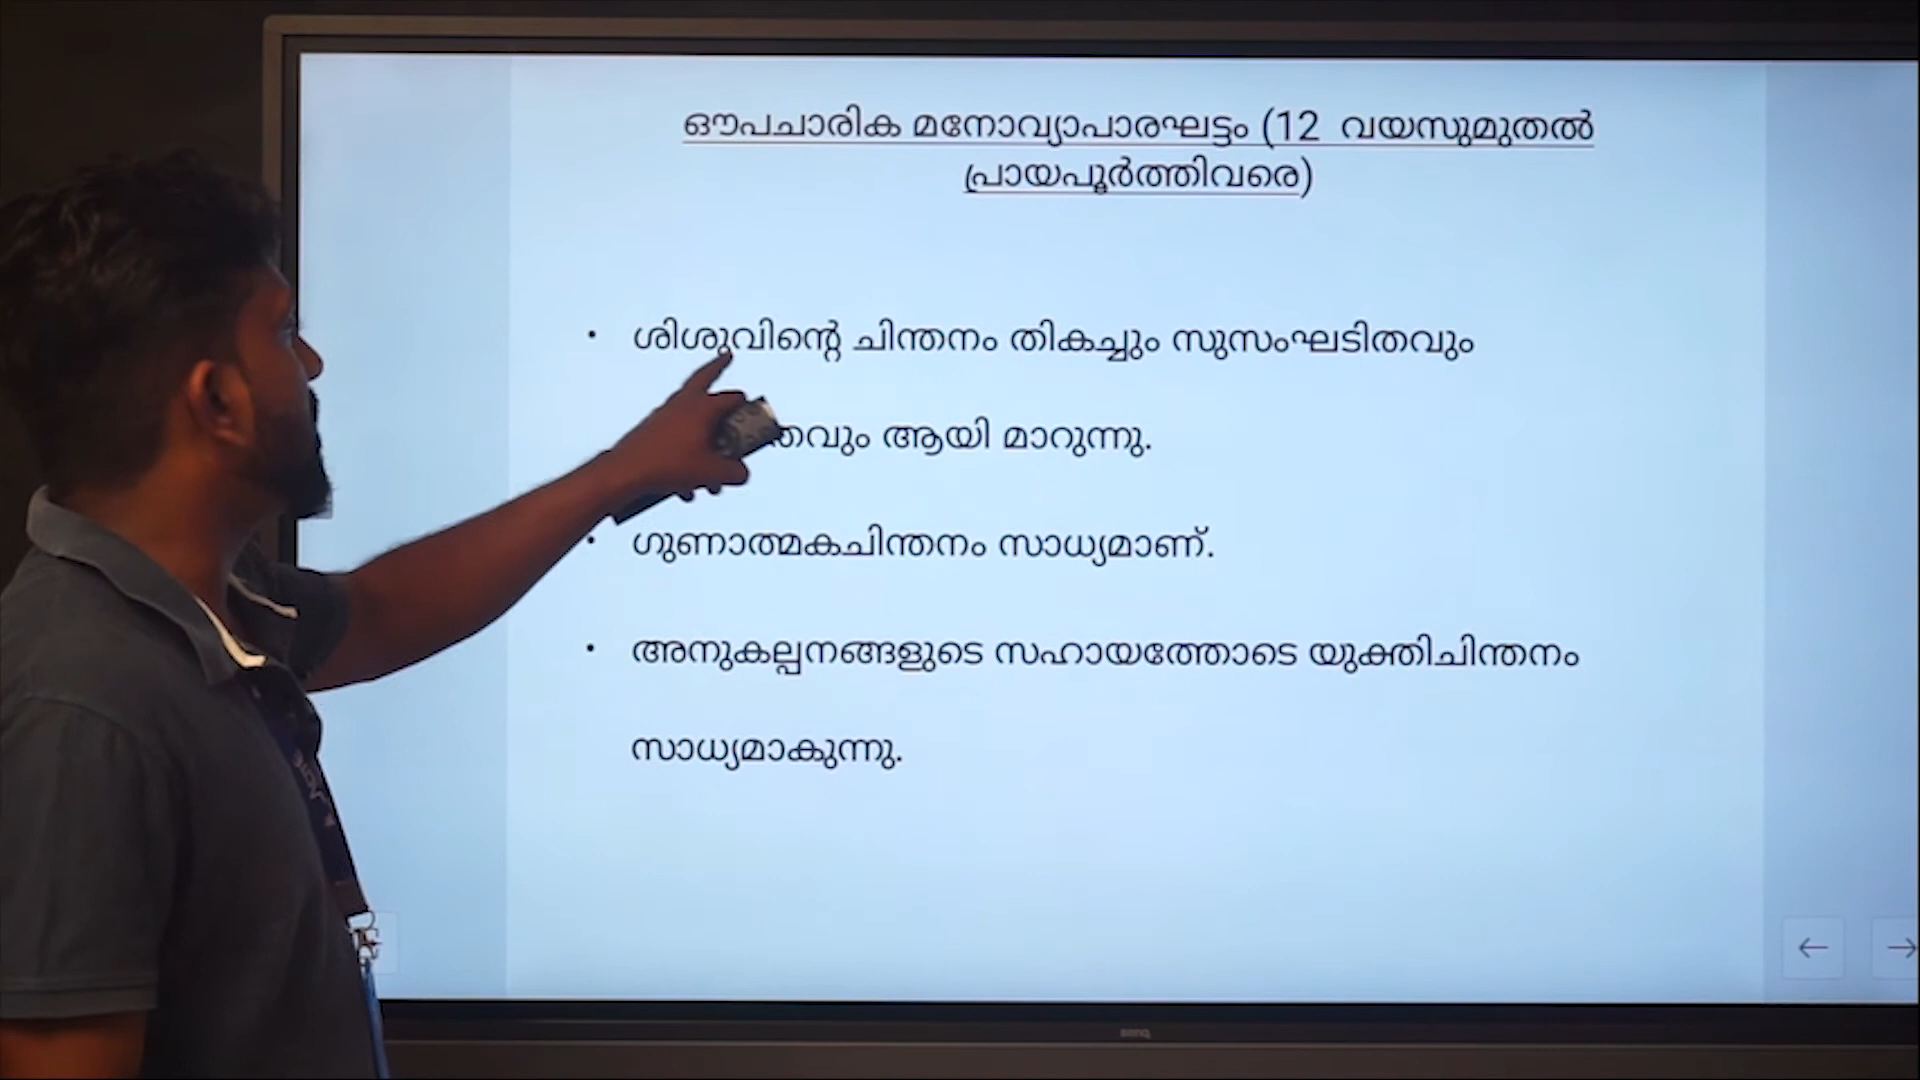 ഔപചാരിക മനോവ്യാപാരഘട്ടം (12 വയസുമുതൽ
പ്രായപൂർത്തിവരെ)
• ശിശുവിന്റെ ചിന്തനം തികച്ചും സുസംഘടിതവും
ആയി മാറുന്നു.
• ഗുണാത്മകചിന്തനം സാധ്യമാണ്.
• അനുകല്പനങ്ങളുടെ സഹായത്തോടെ യുക്തിചിന്തനം
സാധ്യമാകുന്നു.
BenQ